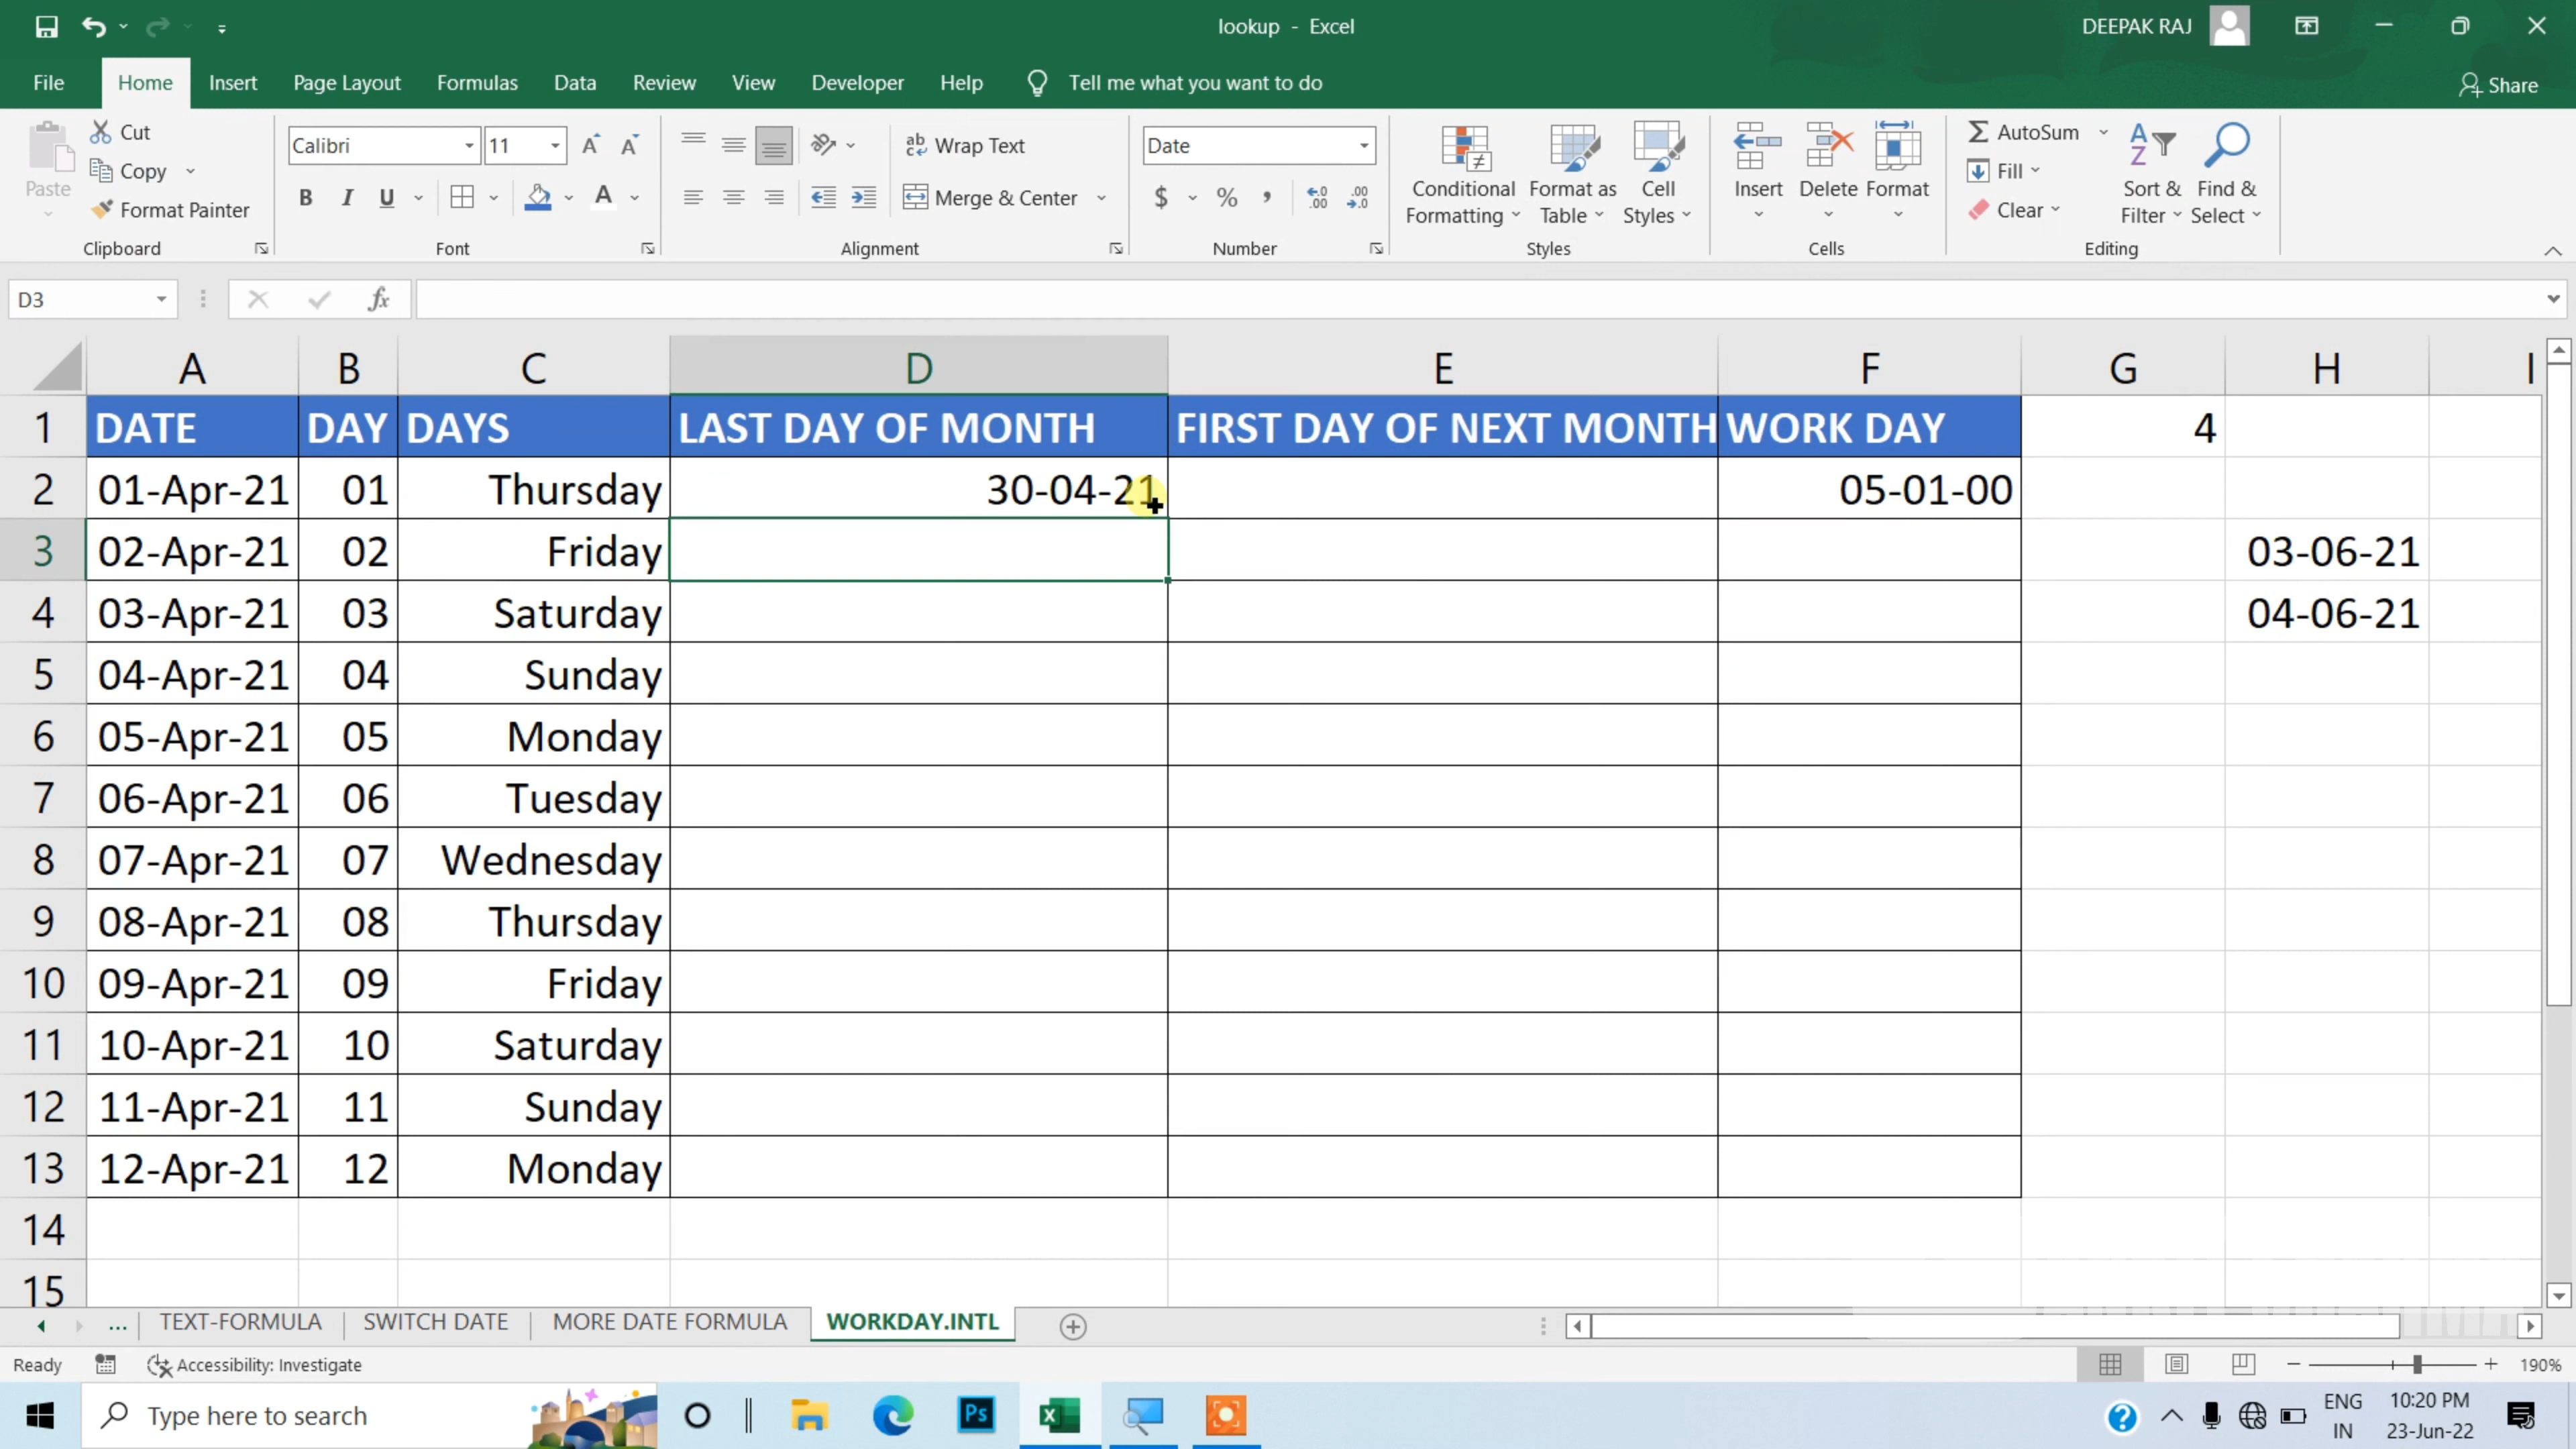 lookup - Excel
DEEPAK RAJ
File Home Insert Page Layout Formulas Data Review View Developer Help Tell me what you want to do
Share
Paste
Cut
Copy
Format Painter
Clipboard
Calibri 11
B I U
Font
Wrap Text
Merge & Center
Alignment
Date
$ %
Number
Conditional Formatting
Format as Table
Cell Styles
Styles
Insert Delete Format
Cells
AutoSum
Fill
Clear
Sort & Filter
Find & Select
Editing
D3
fx
A B C D E F G H I
1 DATE DAY DAYS LAST DAY OF MONTH FIRST DAY OF NEXT MONTH WORK DAY 4
2 01-Apr-21 01 Thursday 30-04-21 05-01-00
3 02-Apr-21 02 Friday 03-06-21
4 03-Apr-21 03 Saturday 04-06-21
5 04-Apr-21 04 Sunday
6 05-Apr-21 05 Monday
7 06-Apr-21 06 Tuesday
8 07-Apr-21 07 Wednesday
9 08-Apr-21 08 Thursday
10 09-Apr-21 09 Friday
11 10-Apr-21 10 Saturday
12 11-Apr-21 11 Sunday
13 12-Apr-21 12 Monday
14
15
... TEXT-FORMULA SWITCH DATE MORE DATE FORMULA WORKDAY.INTL
Ready Accessibility: Investigate 190%
Type here to search
Ps
ENG
IN
10:20 PM
23-Jun-22